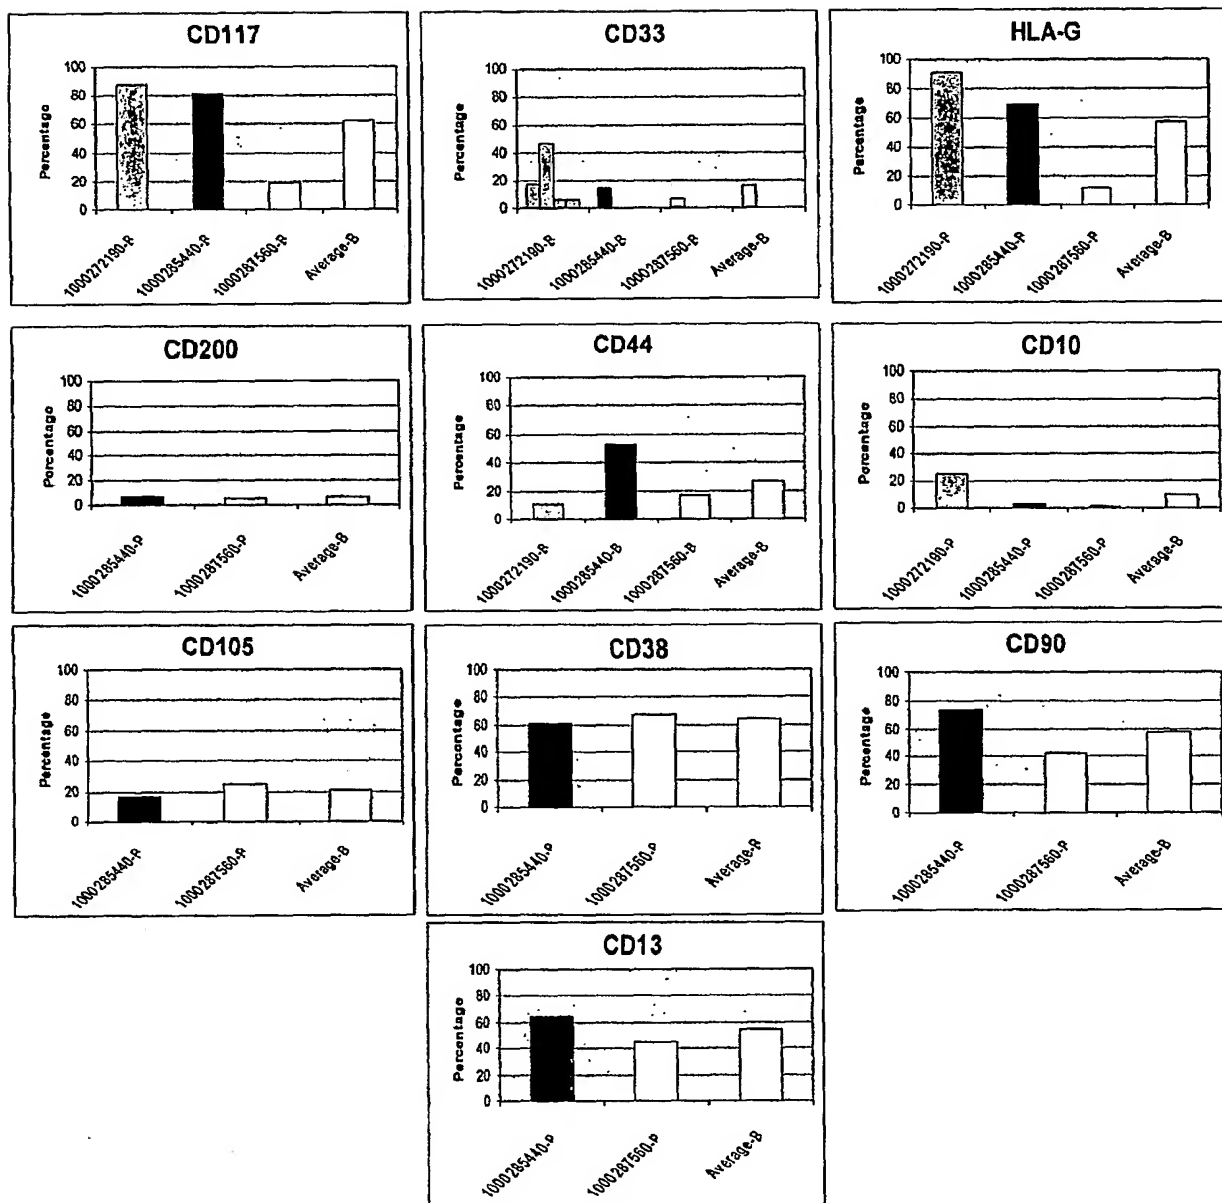 CD117
Percentage
100
80
60
40
20
0
1000272190-R
1000285440-R
1000287560-R
Average-B
CD33
Percentage
100
80
60
40
20
0
1000272190-B
1000285440-B
1000287560-B
Average-B
HLA-G
Percentage
100
80
60
40
20
0
1000272190-P
1000285440-P
1000287560-P
Average-B
CD200
Percentage
100
80
60
40
20
0
1000285440-P
1000287560-P
Average-B
CD44
Percentage
100
80
60
40
20
0
1000272190-B
1000285440-B
1000287560-B
Average-B
CD10
Percentage
100
80
60
40
20
0
1000272190-P
1000285440-P
1000287560-P
Average-B
CD105
Percentage
100
80
60
40
20
0
1000285440-R
1000287560-R
Average-B
CD38
Percentage
100
80
60
40
20
0
1000285440-P
1000287560-P
Average-B
CD90
Percentage
100
80
60
40
20
0
1000285440-P
1000287560-P
Average-B
CD13
Percentage
100
80
60
40
20
0
1000285440-P
1000287560-P
Average-B